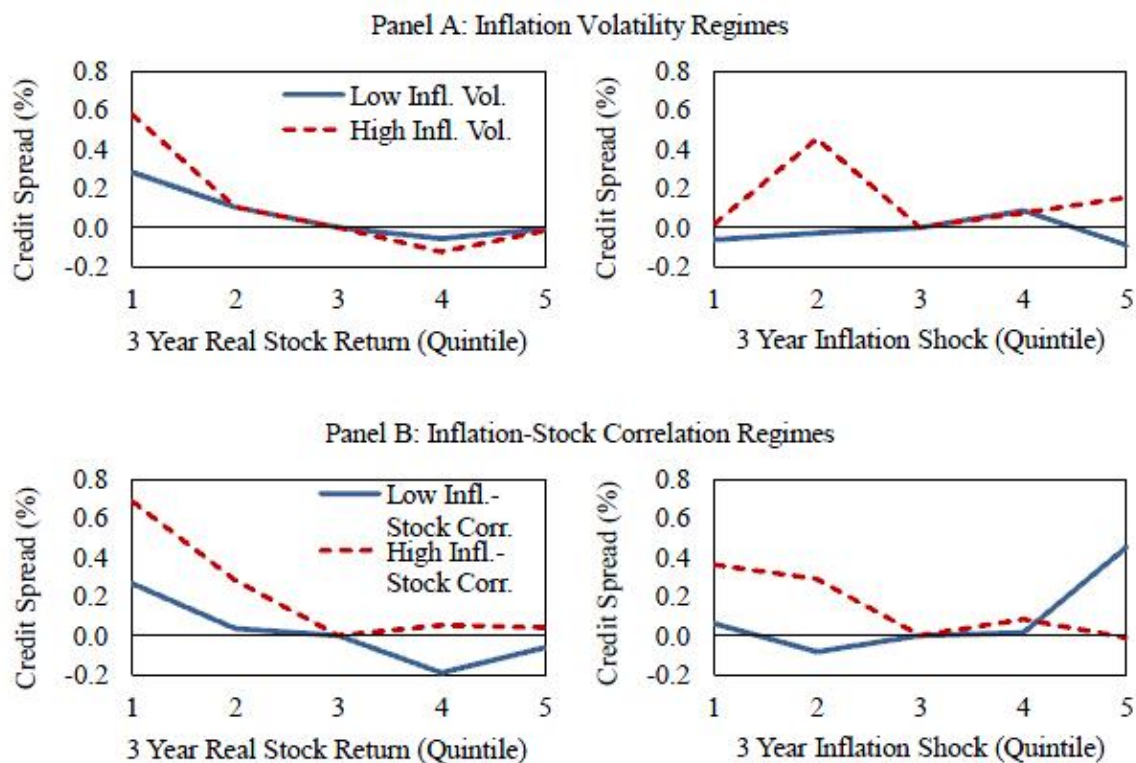 Panel A: Inflation Volatility Regimes
Credit Spread (%)
0.8
0.6
0.4
0.2
0.0
-0.2
Low Infl. Vol.
High Infl. Vol.
1 2 3 4 5
3 Year Real Stock Return (Quintile)
Credit Spread (%)
0.8
0.6
0.4
0.2
0.0
-0.2
1 2 3 4 5
3 Year Inflation Shock (Quintile)
Panel B: Inflation-Stock Correlation Regimes
Credit Spread (%)
0.8
0.6
0.4
0.2
0.0
-0.2
Low Infl.-
Stock Corr.
High Infl.-
Stock Corr.
1 2 3 4 5
3 Year Real Stock Return (Quintile)
Credit Spread (%)
0.8
0.6
0.4
0.2
0.0
-0.2
1 2 3 4 5
3 Year Inflation Shock (Quintile)